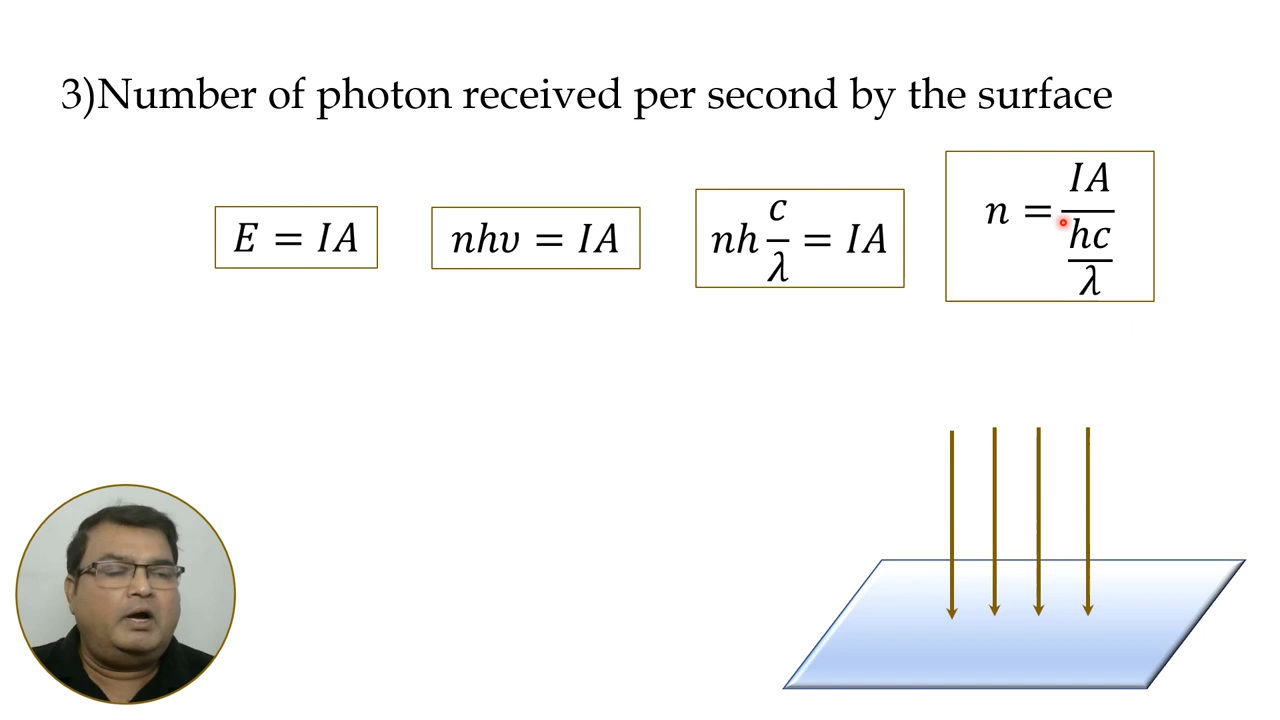 3)Number of photon received per second by the surface
E = IA
nhυ = IA
nh c/λ = IA
n = IA/(hc/λ)